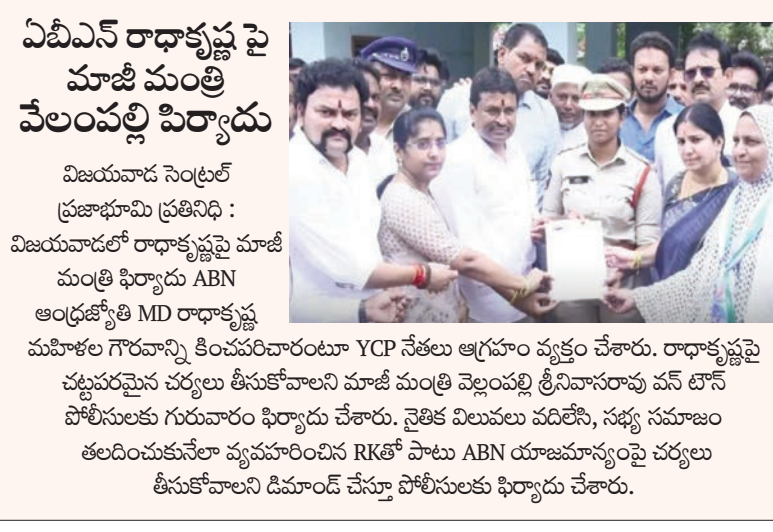 ఏబీఎన్ రాధాకృష్ణ పై
మాజీ మంత్రి
వేలంపల్లి పిర్యాదు
విజయవాడ సెంట్రల్
ప్రజాభూమి ప్రతినిధి :
విజయవాడలో రాధాకృష్ణపై మాజీ
మంత్రి ఫిర్యాదు ABN
ఆంధ్రజ్యోతి MD రాధాకృష్ణ
మహిళల గౌరవాన్ని కించపరిచారంటూ YCP నేతలు ఆగ్రహం వ్యక్తం చేశారు. రాధాకృష్ణపై
చట్టపరమైన చర్యలు తీసుకోవాలని మాజీ మంత్రి వెల్లంపల్లి శ్రీనివాసరావు వన్ టౌన్
పోలీసులకు గురువారం ఫిర్యాదు చేశారు. నైతిక విలువలు వదిలేసి, సభ్య సమాజం
తలదించుకునేలా వ్యవహరించిన RKతో పాటు ABN యాజమాన్యంపై చర్యలు
తీసుకోవాలని డిమాండ్ చేస్తూ పోలీసులకు ఫిర్యాదు చేశారు.